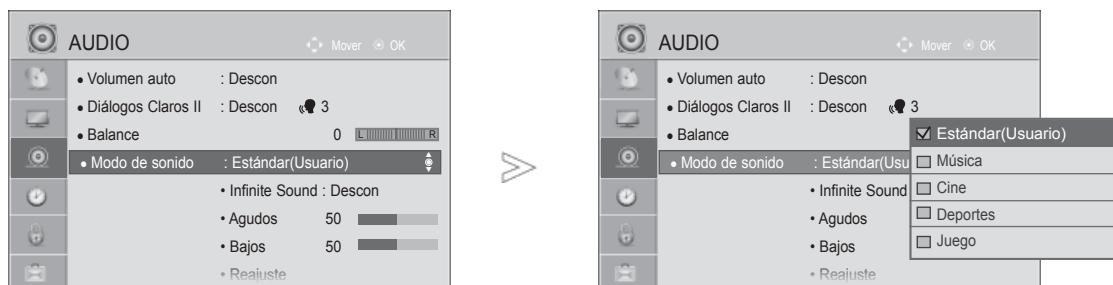 AUDIO Mover OK
• Volumen auto : Descon
• Diálogos Claros II : Descon 3
• Balance 0 L R
• Modo de sonido : Estándar(Usuario)
• Infinite Sound : Descon
• Agudos 50
• Bajos 50
• Reajuste
AUDIO Mover OK
• Volumen auto : Descon
• Diálogos Claros II : Descon 3
• Balance
• Modo de sonido : Estándar(Usu
• Infinite Sound
• Agudos
• Bajos
• Reajuste
Estándar(Usuario)
Música
Cine
Deportes
Juego